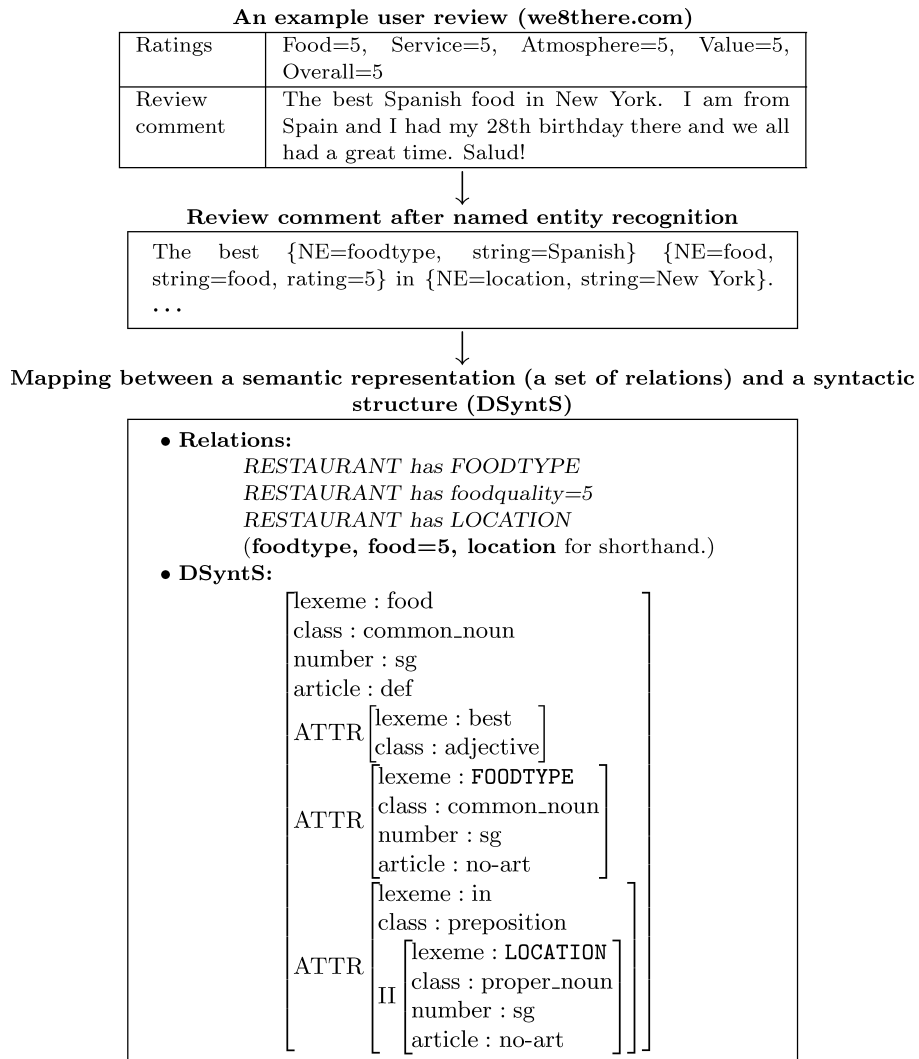 An example user review (we8there.com)
Ratings Food=5, Service=5, Atmosphere=5, Value=5,
Overall=5
Review The best Spanish food in New York. I am from
comment Spain and I had my 28th birthday there and we all
had a great time. Salud!
↓
Review comment after named entity recognition
The best {NE=foodtype, string=Spanish} {NE=food,
string=food, rating=5} in {NE=location, string=New York}.
...
↓
Mapping between a semantic representation (a set of relations) and a syntactic
structure (DSyntS)
• Relations:
RESTAURANT has FOODTYPE
RESTAURANT has foodquality=5
RESTAURANT has LOCATION
(foodtype, food=5, location for shorthand.)
• DSyntS:
lexeme : food
class : common_noun
number : sg
article : def
ATTR
lexeme : best
class : adjective
ATTR
lexeme : FOODTYPE
class : common_noun
number : sg
article : no-art
ATTR
lexeme : in
class : preposition
II
lexeme : LOCATION
class : proper_noun
number : sg
article : no-art